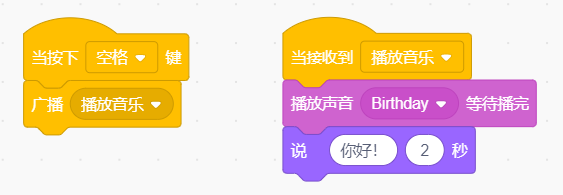 当按下 空格 键
广播 播放音乐
当接收到 播放音乐
播放声音 Birthday 等待播完
说 你好！ 2 秒